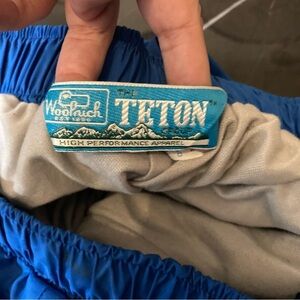 Woolrich
EST. 1830
THE
TETON
HIGH PERFORMANCE APPAREL